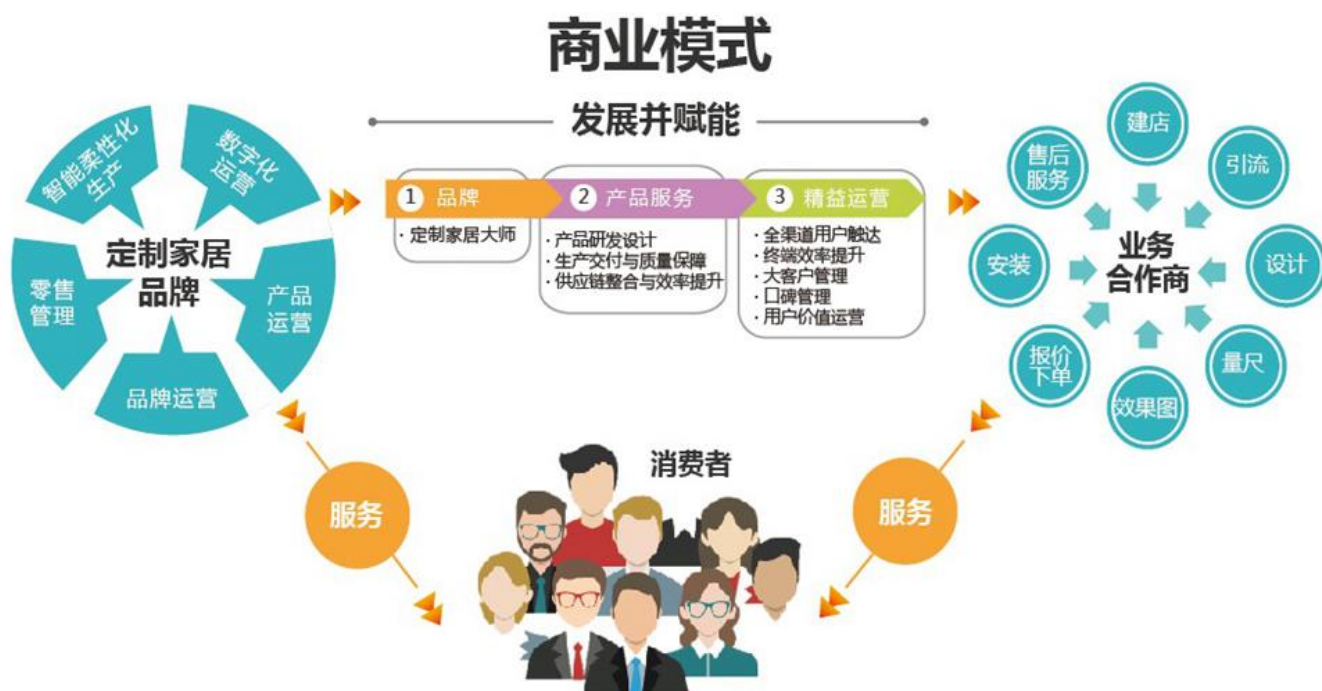 商业模式
发展并赋能
智能柔性化
生产
数字化
运营
零售
管理
产品
运营
品牌运营
定制家居
品牌
1 品牌
· 定制家居大师
2 产品服务
· 产品研发设计
· 生产交付与质量保障
· 供应链整合与效率提升
3 精益运营
· 全渠道用户触达
· 终端效率提升
· 大客户管理
· 口碑管理
· 用户价值运营
建店
引流
设计
量尺
效果图
报价
下单
安装
售后
服务
业务
合作商
服务
消费者
服务